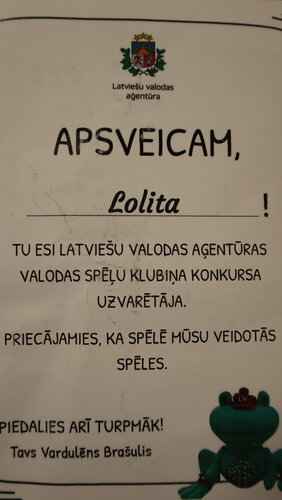 Latviešu valodas
aģentūra
APSVEICAM,
Lolita !
TU ESI LATVIEŠU VALODAS AĢENTŪRAS
VALODAS SPĒĻU KLUBIŅA KONKURSA
UZVARĒTĀJA.
PRIECĀJAMIES, KA SPĒLĒ MŪSU VEIDOTĀS
SPĒLES.
PIEDALIES ARĪ TURPMĀK!
Tavs Vardulēns Brašulis
LV